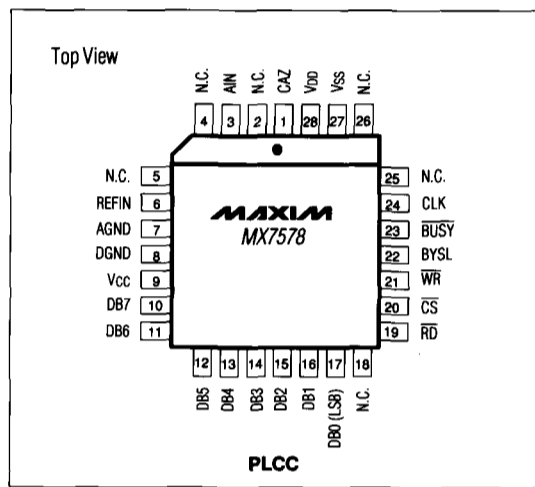 Top View
N.C. AIN N.C. CAZ VDD VSS N.C.
4 3 2 1 28 27 26
N.C. 5 25 N.C.
REFIN 6 24 CLK
AGND 7 MAXIM 23 BUSY
DGND 8 MX7578 22 BYSL
VCC 9 21 WR
DB7 10 20 CS
DB6 11 19 RD
12 13 14 15 16 17 18
DB5 DB4 DB3 DB2 DB1 DB0 (LSB) N.C.
PLCC